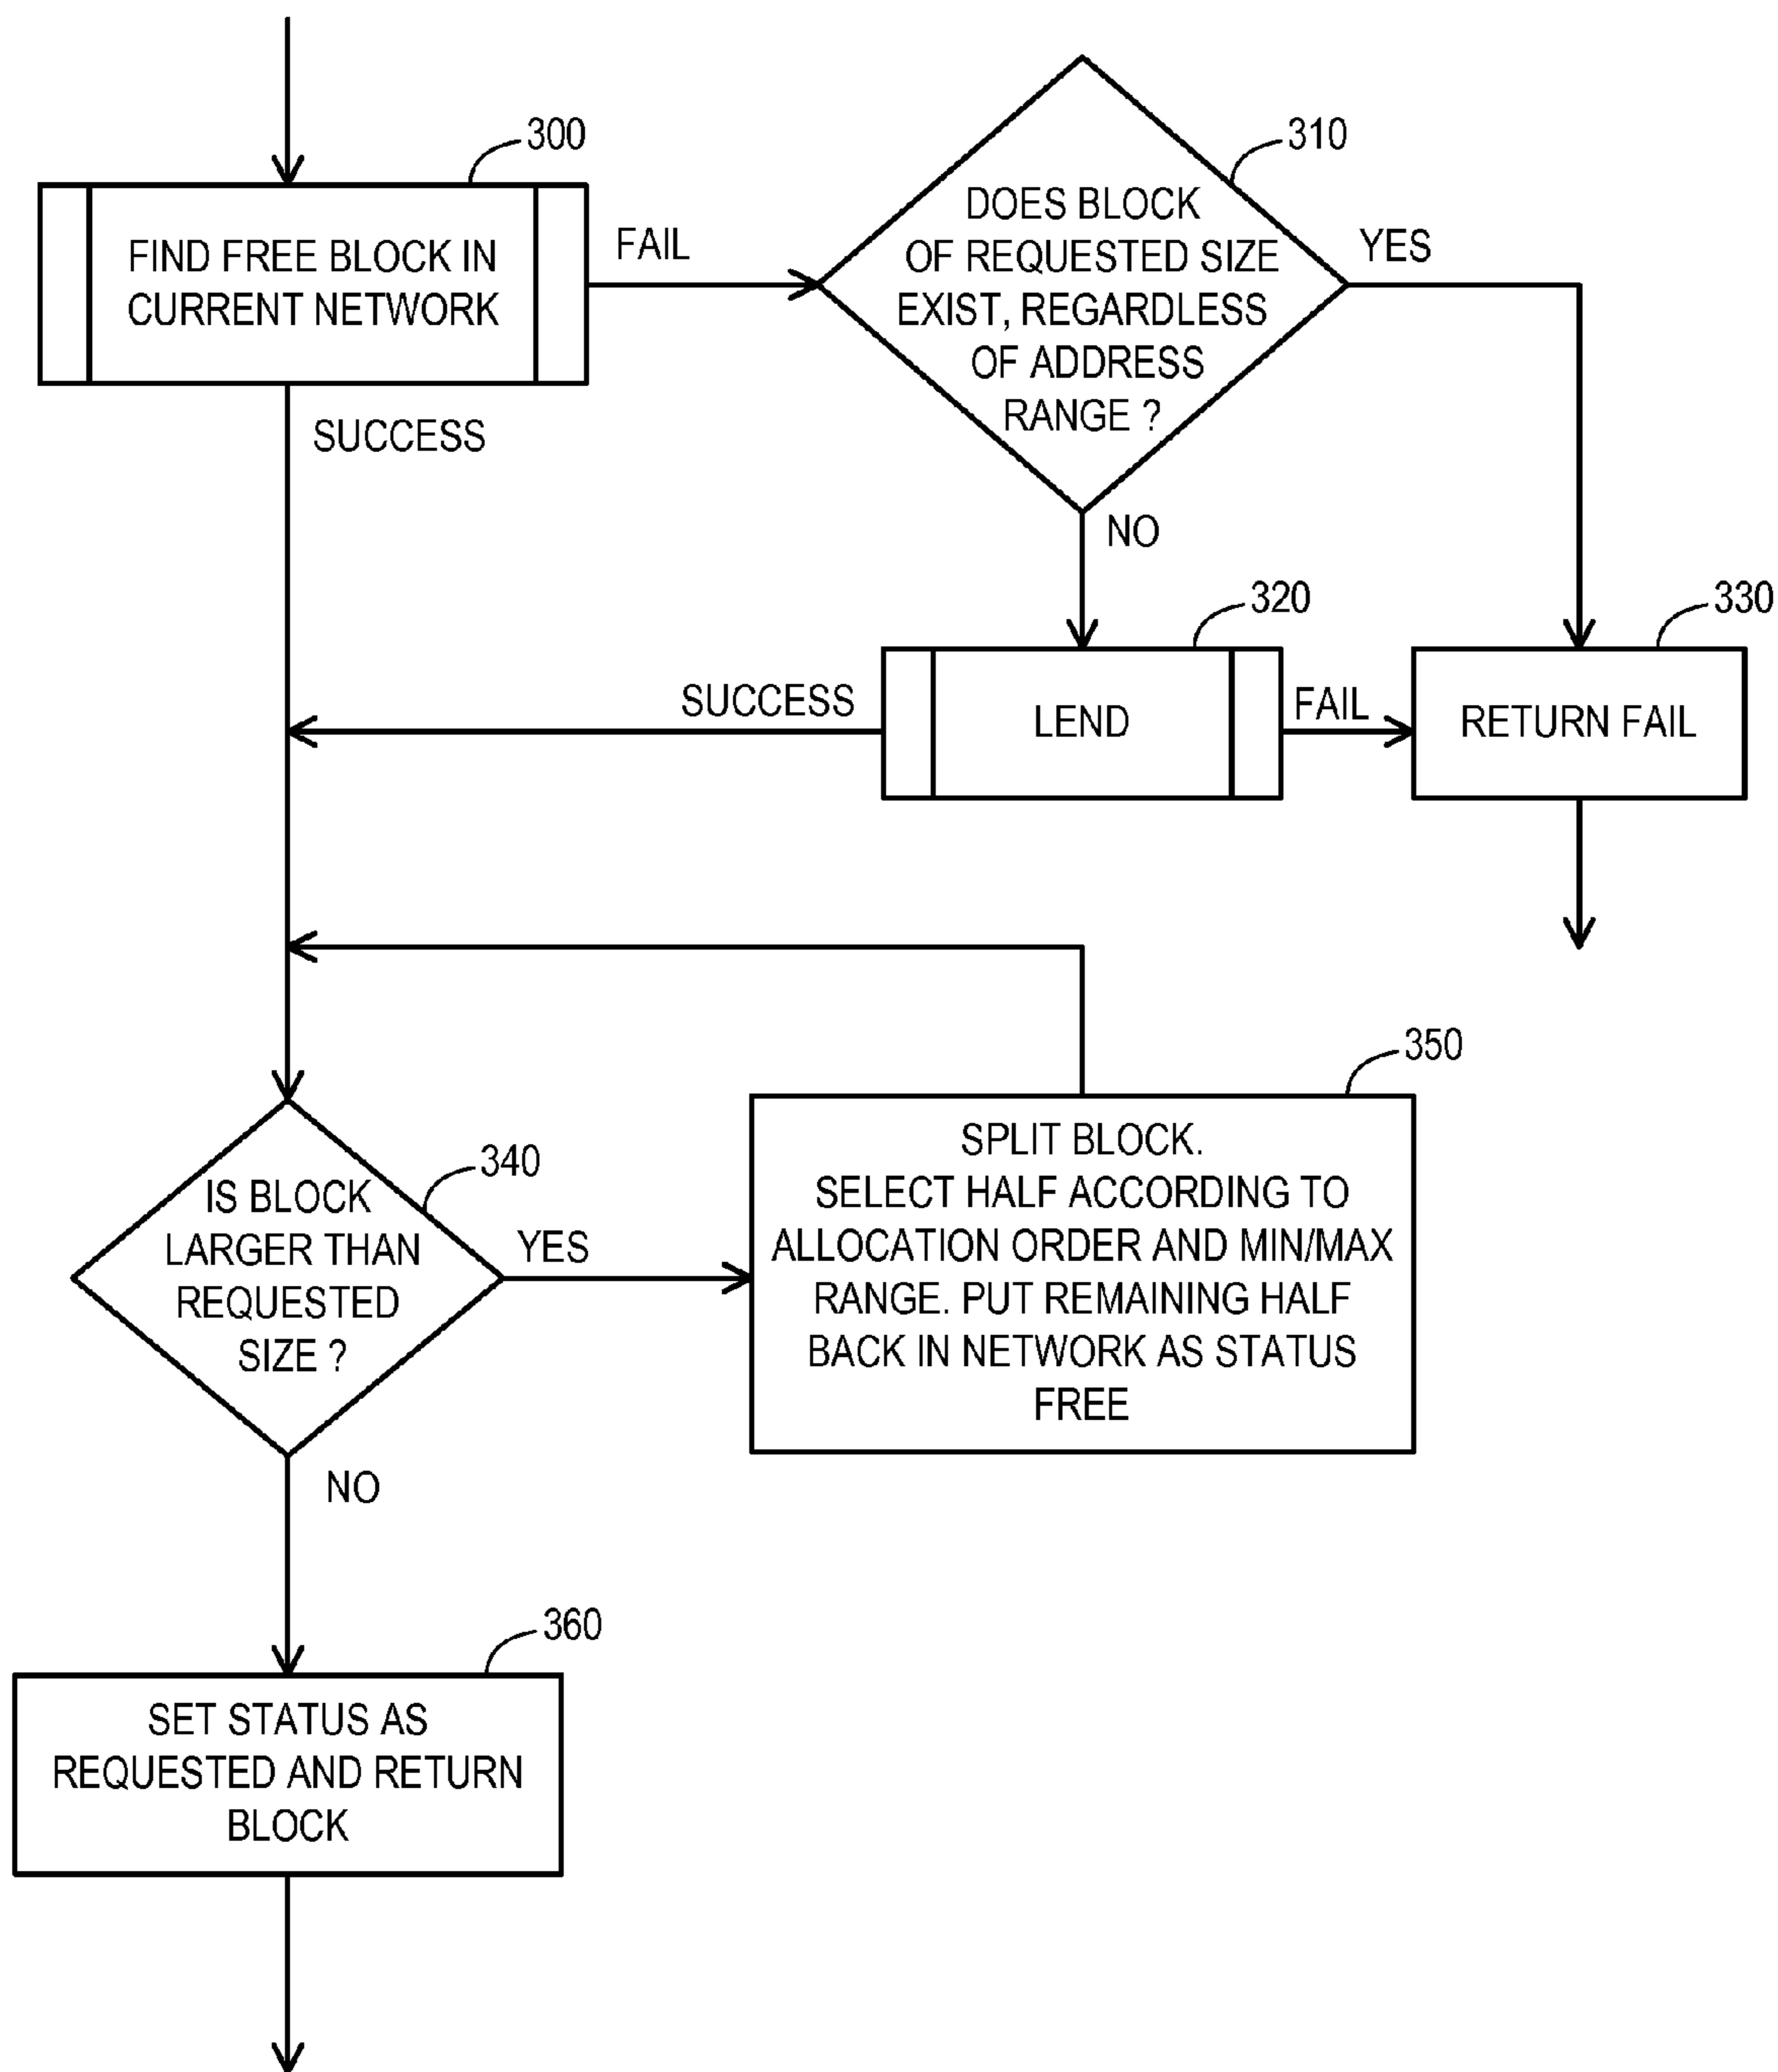 300
FIND FREE BLOCK IN
CURRENT NETWORK
FAIL
SUCCESS
310
DOES BLOCK
OF REQUESTED SIZE
EXIST, REGARDLESS
OF ADDRESS
RANGE ?
YES
NO
320
LEND
SUCCESS
FAIL
330
RETURN FAIL
340
IS BLOCK
LARGER THAN
REQUESTED
SIZE ?
YES
NO
350
SPLIT BLOCK.
SELECT HALF ACCORDING TO
ALLOCATION ORDER AND MIN/MAX
RANGE. PUT REMAINING HALF
BACK IN NETWORK AS STATUS
FREE
360
SET STATUS AS
REQUESTED AND RETURN
BLOCK